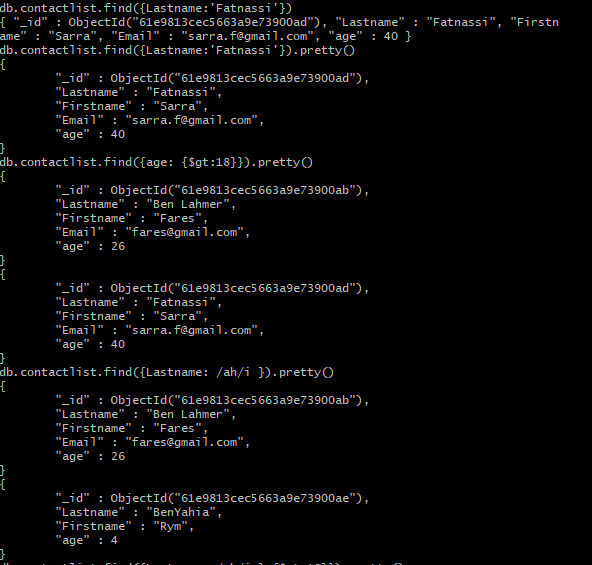 db.contactlist.find({Lastname:'Fatnassi'})
{ "_id" : ObjectId("61e9813cec5663a9e73900ad"), "Lastname" : "Fatnassi", "Firstn
ame" : "Sarra", "Email" : "sarra.f@gmail.com", "age" : 40 }
db.contactlist.find({Lastname:'Fatnassi'}).pretty()
{
        "_id" : ObjectId("61e9813cec5663a9e73900ad"),
        "Lastname" : "Fatnassi",
        "Firstname" : "Sarra",
        "Email" : "sarra.f@gmail.com",
        "age" : 40
}
db.contactlist.find({age: {$gt:18}}).pretty()
{
        "_id" : ObjectId("61e9813cec5663a9e73900ab"),
        "Lastname" : "Ben Lahmer",
        "Firstname" : "Fares",
        "Email" : "fares@gmail.com",
        "age" : 26
}
{
        "_id" : ObjectId("61e9813cec5663a9e73900ad"),
        "Lastname" : "Fatnassi",
        "Firstname" : "Sarra",
        "Email" : "sarra.f@gmail.com",
        "age" : 40
}
db.contactlist.find({Lastname: /ah/i }).pretty()
{
        "_id" : ObjectId("61e9813cec5663a9e73900ab"),
        "Lastname" : "Ben Lahmer",
        "Firstname" : "Fares",
        "Email" : "fares@gmail.com",
        "age" : 26
}
{
        "_id" : ObjectId("61e9813cec5663a9e73900ae"),
        "Lastname" : "BenYahia",
        "Firstname" : "Rym",
        "age" : 4
}